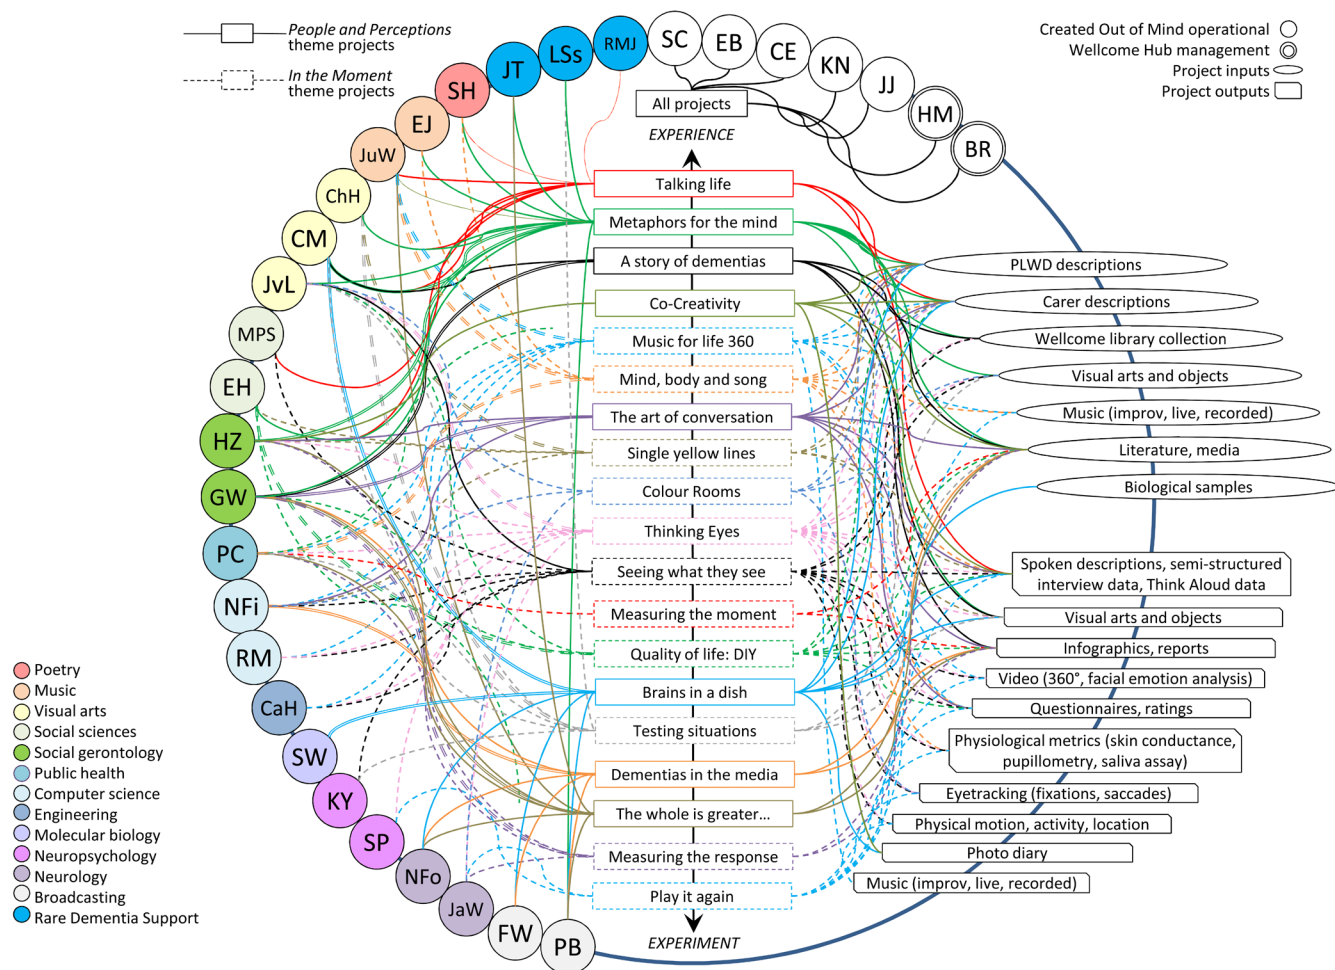 People and Perceptions
theme projects
In the Moment
theme projects
Created Out of Mind operational
Wellcome Hub management
Project inputs
Project outputs
RMJ
SC
EB
CE
KN
JJ
HM
BR
LSs
JT
SH
EJ
JuW
ChH
CM
JvL
MPS
EH
HZ
GW
PC
NFi
RM
CaH
SW
KY
SP
NFo
JaW
FW
PB
All projects
EXPERIENCE
Talking life
Metaphors for the mind
A story of dementias
Co-Creativity
Music for life 360
Mind, body and song
The art of conversation
Single yellow lines
Colour Rooms
Thinking Eyes
Seeing what they see
Measuring the moment
Quality of life: DIY
Brains in a dish
Testing situations
Dementias in the media
The whole is greater...
Measuring the response
Play it again
EXPERIMENT
PLWD descriptions
Carer descriptions
Wellcome library collection
Visual arts and objects
Music (improv, live, recorded)
Literature, media
Biological samples
Spoken descriptions, semi-structured
interview data, Think Aloud data
Visual arts and objects
Infographics, reports
Video (360°, facial emotion analysis)
Questionnaires, ratings
Physiological metrics (skin conductance,
pupillometry, saliva assay)
Eyetracking (fixations, saccades)
Physical motion, activity, location
Photo diary
Music (improv, live, recorded)
Poetry
Music
Visual arts
Social sciences
Social gerontology
Public health
Computer science
Engineering
Molecular biology
Neuropsychology
Neurology
Broadcasting
Rare Dementia Support